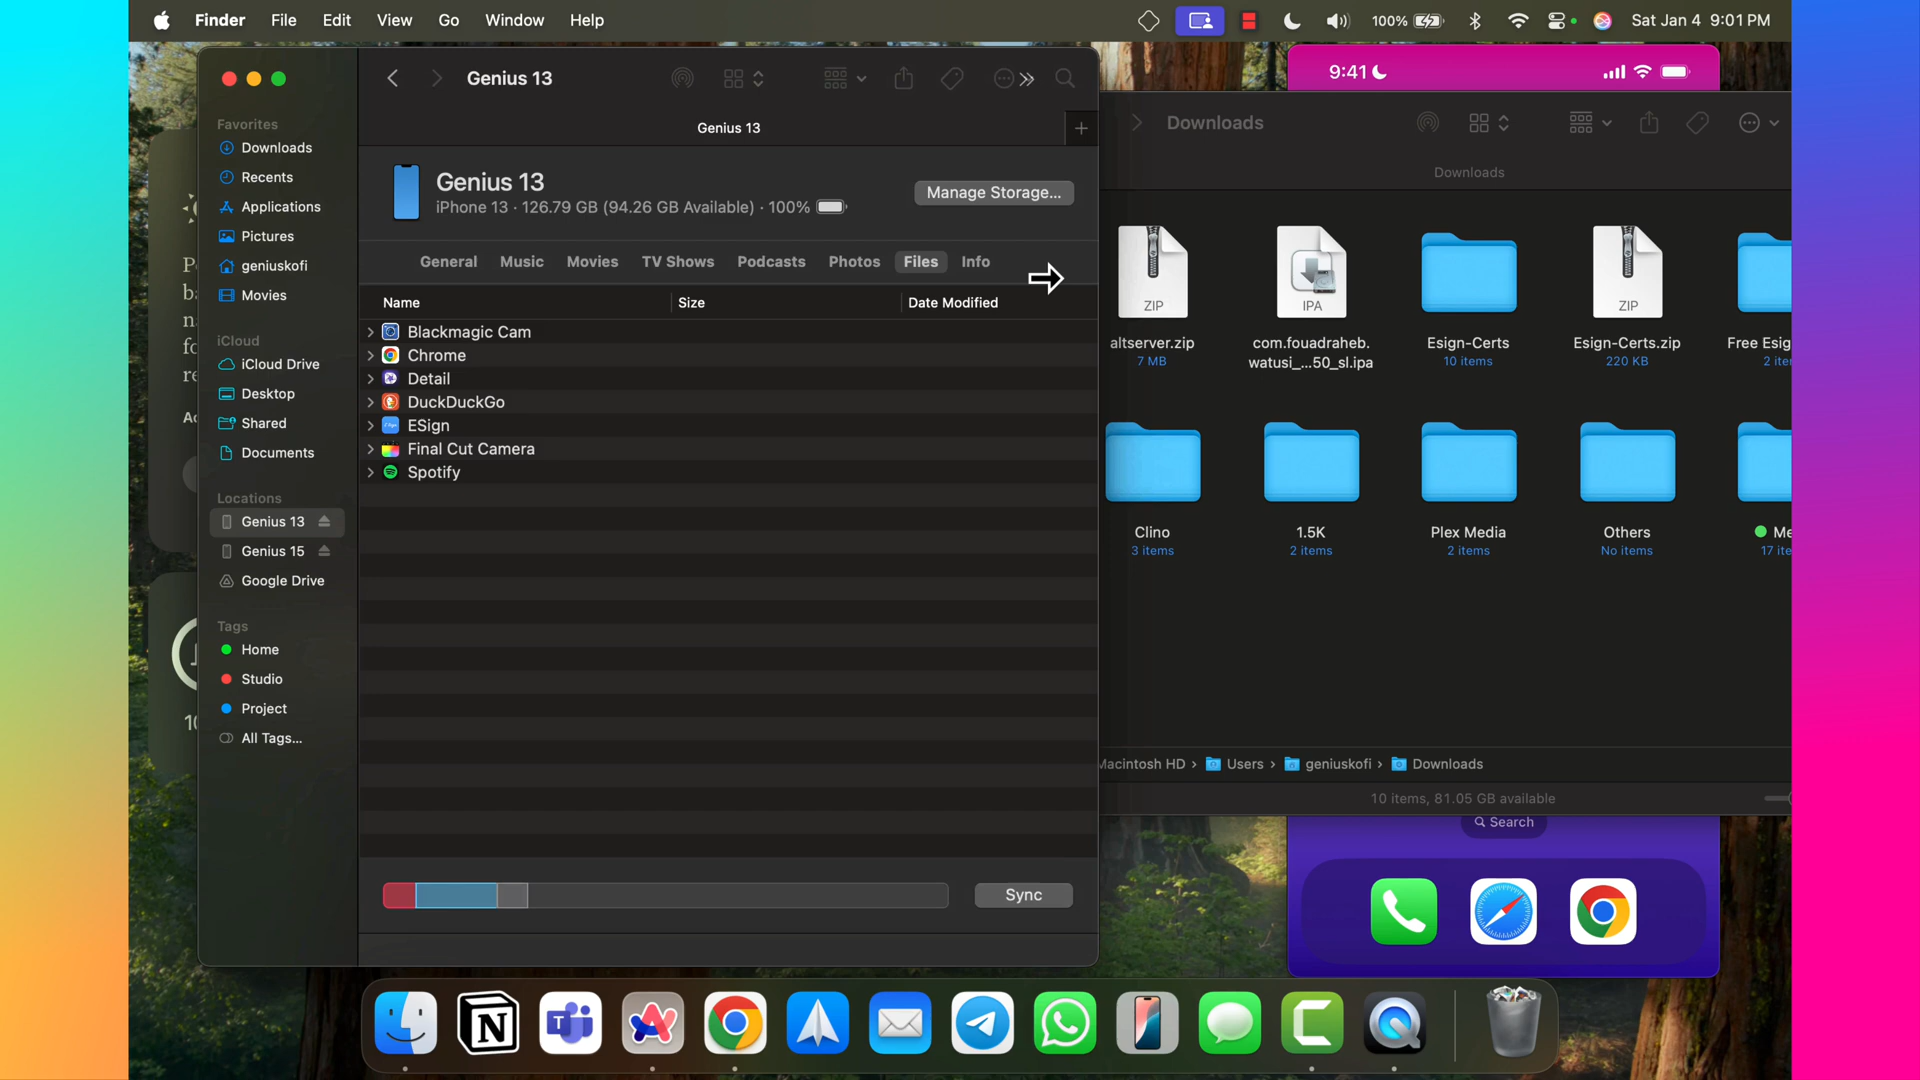 Finder File Edit View Go Window Help
100% Sat Jan 4 9:01 PM
Genius 13
Genius 13
Favorites
Downloads
Recents
Applications
Pictures
geniuskofi
Movies
iCloud
iCloud Drive
Desktop
Shared
Documents
Locations
Genius 13
Genius 15
Google Drive
Tags
Home
Studio
Project
All Tags...
Genius 13
iPhone 13 · 126.79 GB (94.26 GB Available) · 100%
Manage Storage...
General Music Movies TV Shows Podcasts Photos Files Info
Name Size Date Modified
Blackmagic Cam
Chrome
Detail
DuckDuckGo
ESign
Final Cut Camera
Spotify
Sync
9:41
Downloads
Downloads
ZIP IPA ZIP
altserver.zip
7 MB
com.fouadraheb.
watusi_...50_sl.ipa
Esign-Certs
10 items
Esign-Certs.zip
220 KB
Free Esig
2 ite
Clino
3 items
1.5K
2 items
Plex Media
2 items
Others
No items
Me
17 ite
Macintosh HD › Users › geniuskofi › Downloads
10 items, 81.05 GB available
Search